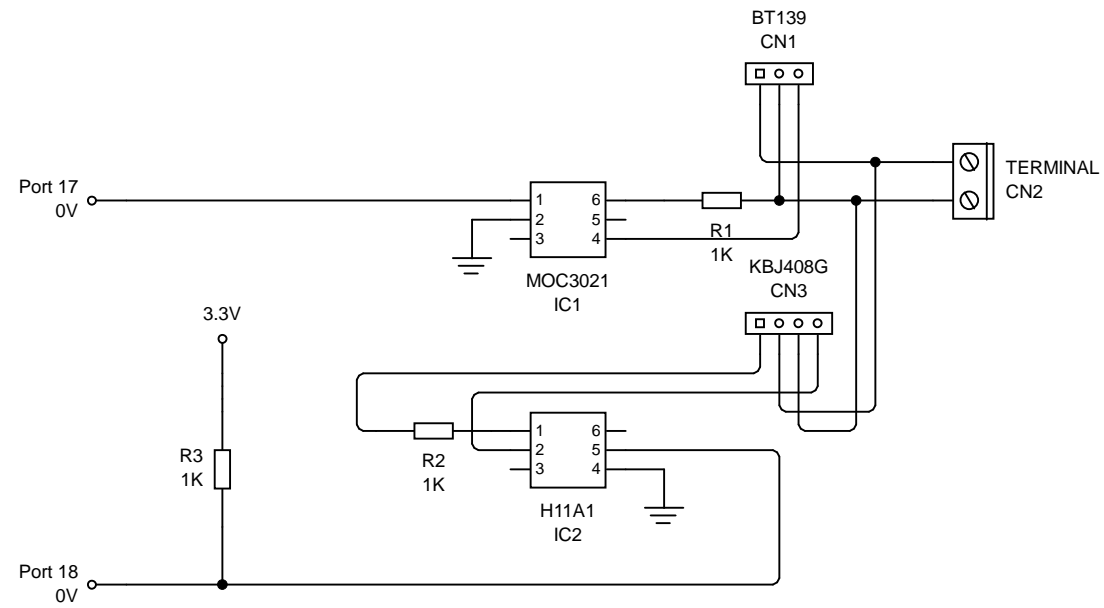 BT139
CN1
TERMINAL
CN2
Port 17
0V
1
2
3
6
5
4
MOC3021
IC1
R1
1K
KBJ408G
CN3
3.3V
R3
1K
R2
1K
1
2
3
6
5
4
H11A1
IC2
Port 18
0V